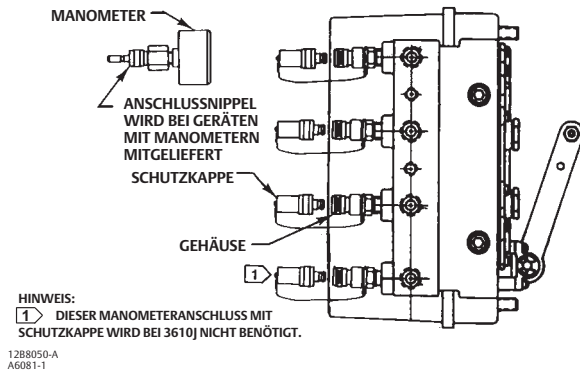 MANOMETER
ANSCHLUSSNIPPEL
WIRD BEI GERÄTEN
MIT MANOMETERN
MITGELIEFERT
SCHUTZKAPPE
GEHÄUSE
1
HINWEIS:
1 DIESER MANOMETERANSCHLUSS MIT
SCHUTZKAPPE WIRD BEI 3610J NICHT BENÖTIGT.
12B8050-A
A6081-1